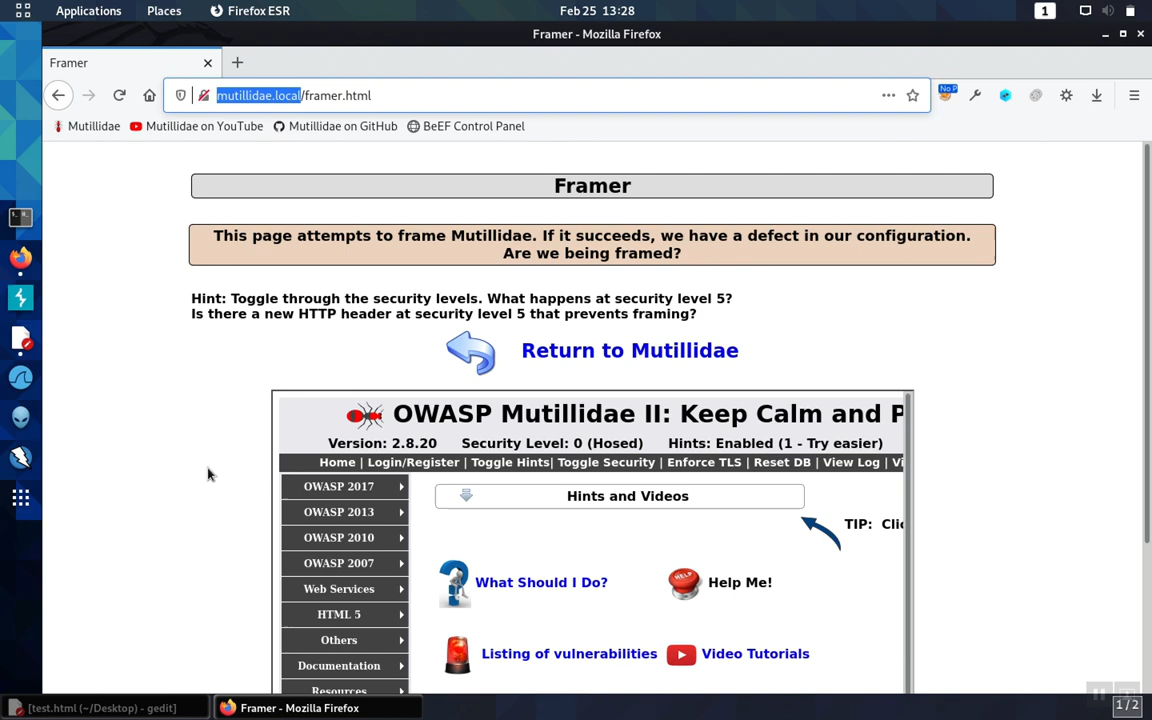 Applications Places Firefox ESR Feb 25 13:28 1
Framer - Mozilla Firefox
Framer
mutillidae.local/framer.html
No P
Mutillidae Mutillidae on YouTube Mutillidae on GitHub BeEF Control Panel
Framer
This page attempts to frame Mutillidae. If it succeeds, we have a defect in our configuration.
Are we being framed?
Hint: Toggle through the security levels. What happens at security level 5?
Is there a new HTTP header at security level 5 that prevents framing?
Return to Mutillidae
OWASP Mutillidae II: Keep Calm and P
Version: 2.8.20 Security Level: 0 (Hosed) Hints: Enabled (1 - Try easier)
Home | Login/Register | Toggle Hints| Toggle Security | Enforce TLS | Reset DB | View Log | Vi
OWASP 2017
Hints and Videos
OWASP 2013
TIP: Clic
OWASP 2010
OWASP 2007
What Should I Do? Help Me!
Web Services
HTML 5
Others
Listing of vulnerabilities Video Tutorials
Documentation
Resources
[test.html (~/Desktop) - gedit] Framer - Mozilla Firefox 1/2